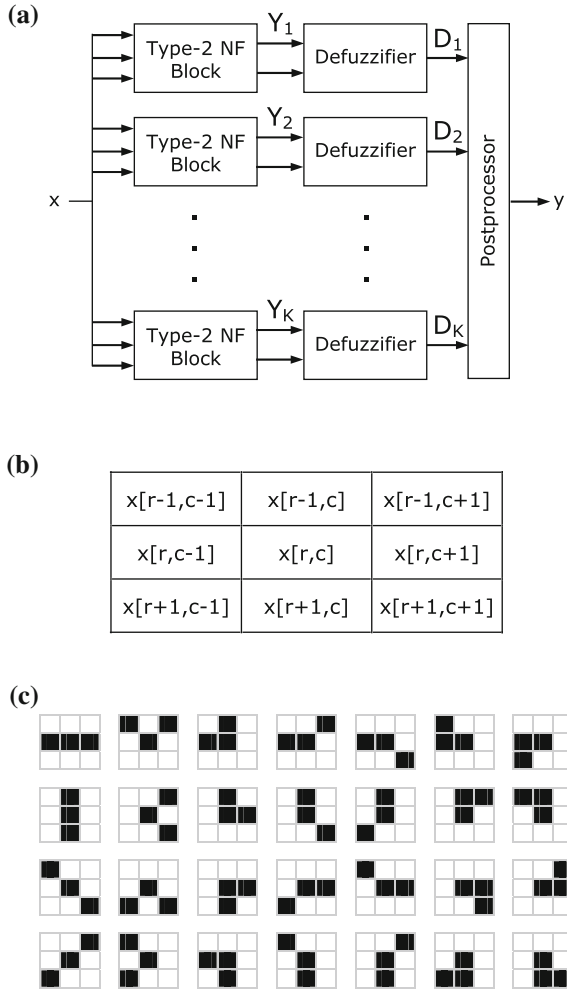 (a)
Type-2 NF
Block
Y1
Defuzzifier
D1
Type-2 NF
Block
Y2
Defuzzifier
D2
x
Postprocessor
y
Type-2 NF
Block
YK
Defuzzifier
DK
(b)
x[r-1,c-1] x[r-1,c] x[r-1,c+1]
x[r,c-1] x[r,c] x[r,c+1]
x[r+1,c-1] x[r+1,c] x[r+1,c+1]
(c)